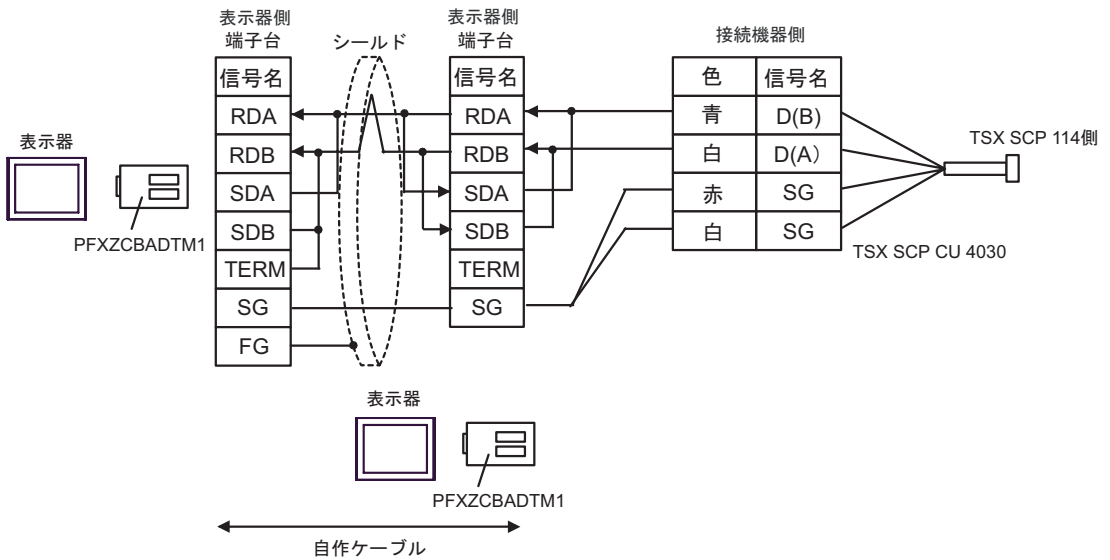 表示器側
端子台
信号名
RDA
RDB
SDA
SDB
TERM
SG
FG
シールド
表示器側
端子台
信号名
RDA
RDB
SDA
SDB
TERM
SG
接続機器側
色 信号名
青 D(B)
白 D(A）
赤 SG
白 SG
TSX SCP 114側
TSX SCP CU 4030
表示器
PFXZCBADTM1
表示器
PFXZCBADTM1
自作ケーブル